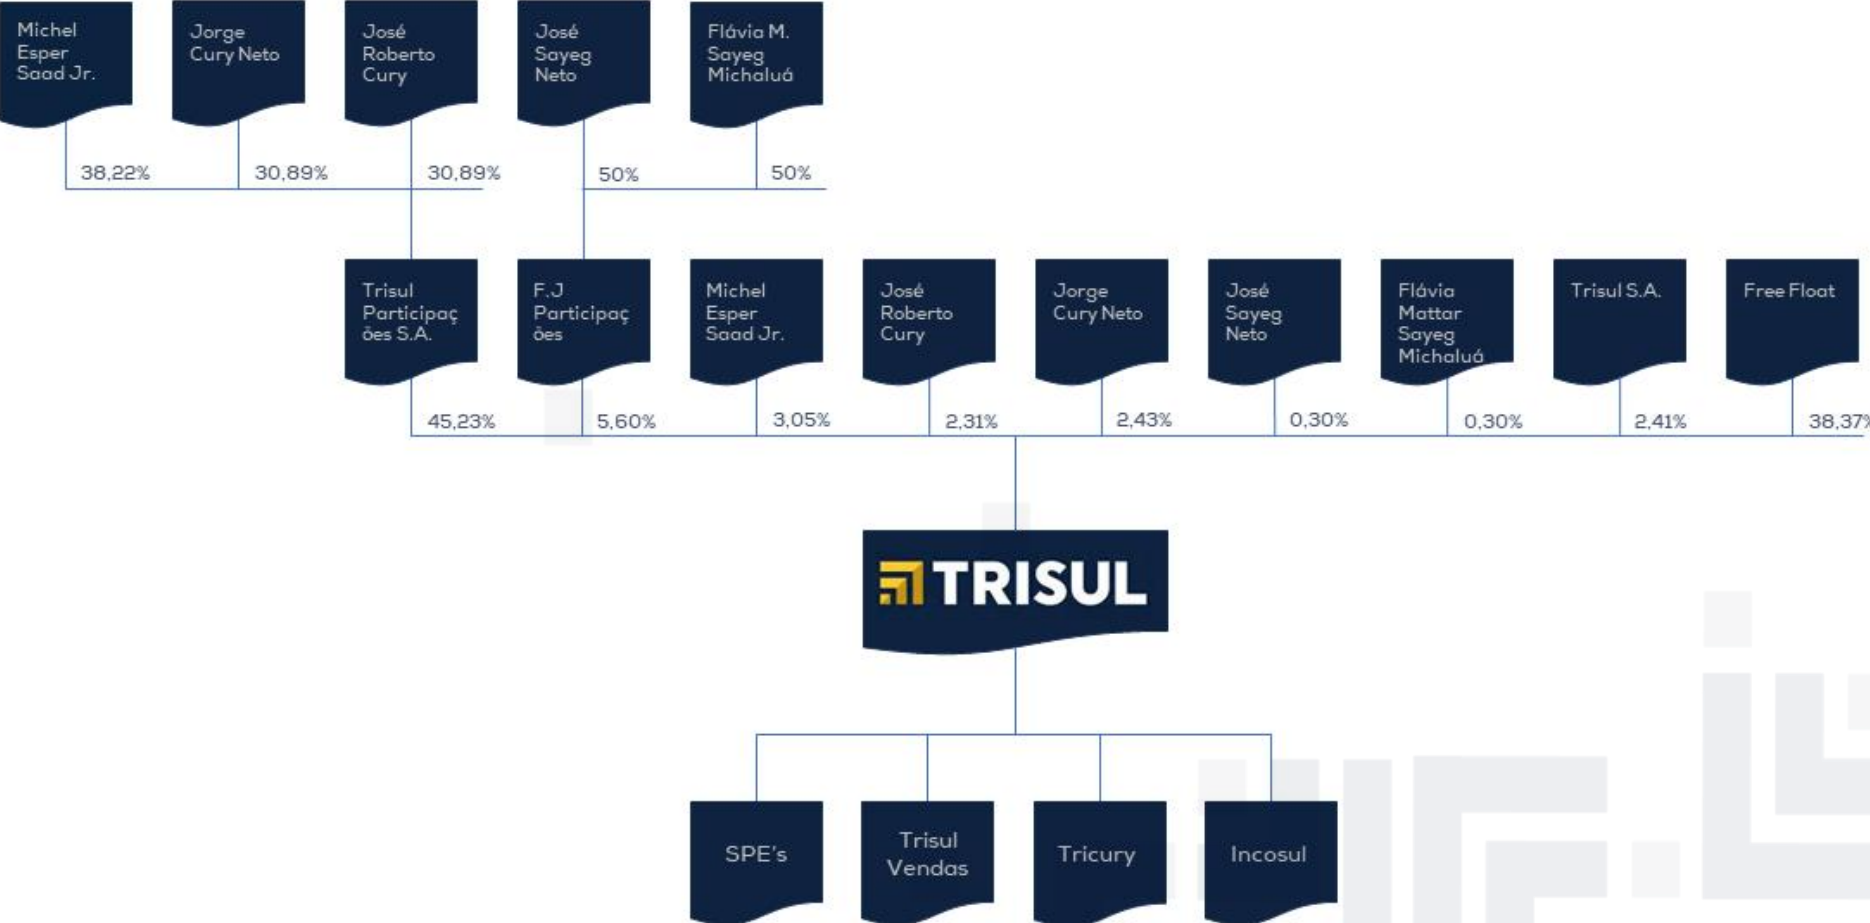 Michel
Esper
Saad Jr.
Jorge
Cury Neto
José
Roberto
Cury
José
Sayeg
Neto
Flávia M.
Sayeg
Michaluá
38,22%
30,89%
30,89%
50%
50%
Trisul
Participaç
ões S.A.
F.J
Participaç
ões
Michel
Esper
Saad Jr.
José
Roberto
Cury
Jorge
Cury Neto
José
Sayeg
Neto
Flávia
Mattar
Sayeg
Michaluá
Trisul S.A.
Free Float
45,23%
5,60%
3,05%
2,31%
2,43%
0,30%
0,30%
2,41%
38,37%
TRISUL
SPE's
Trisul
Vendas
Tricury
Incosul